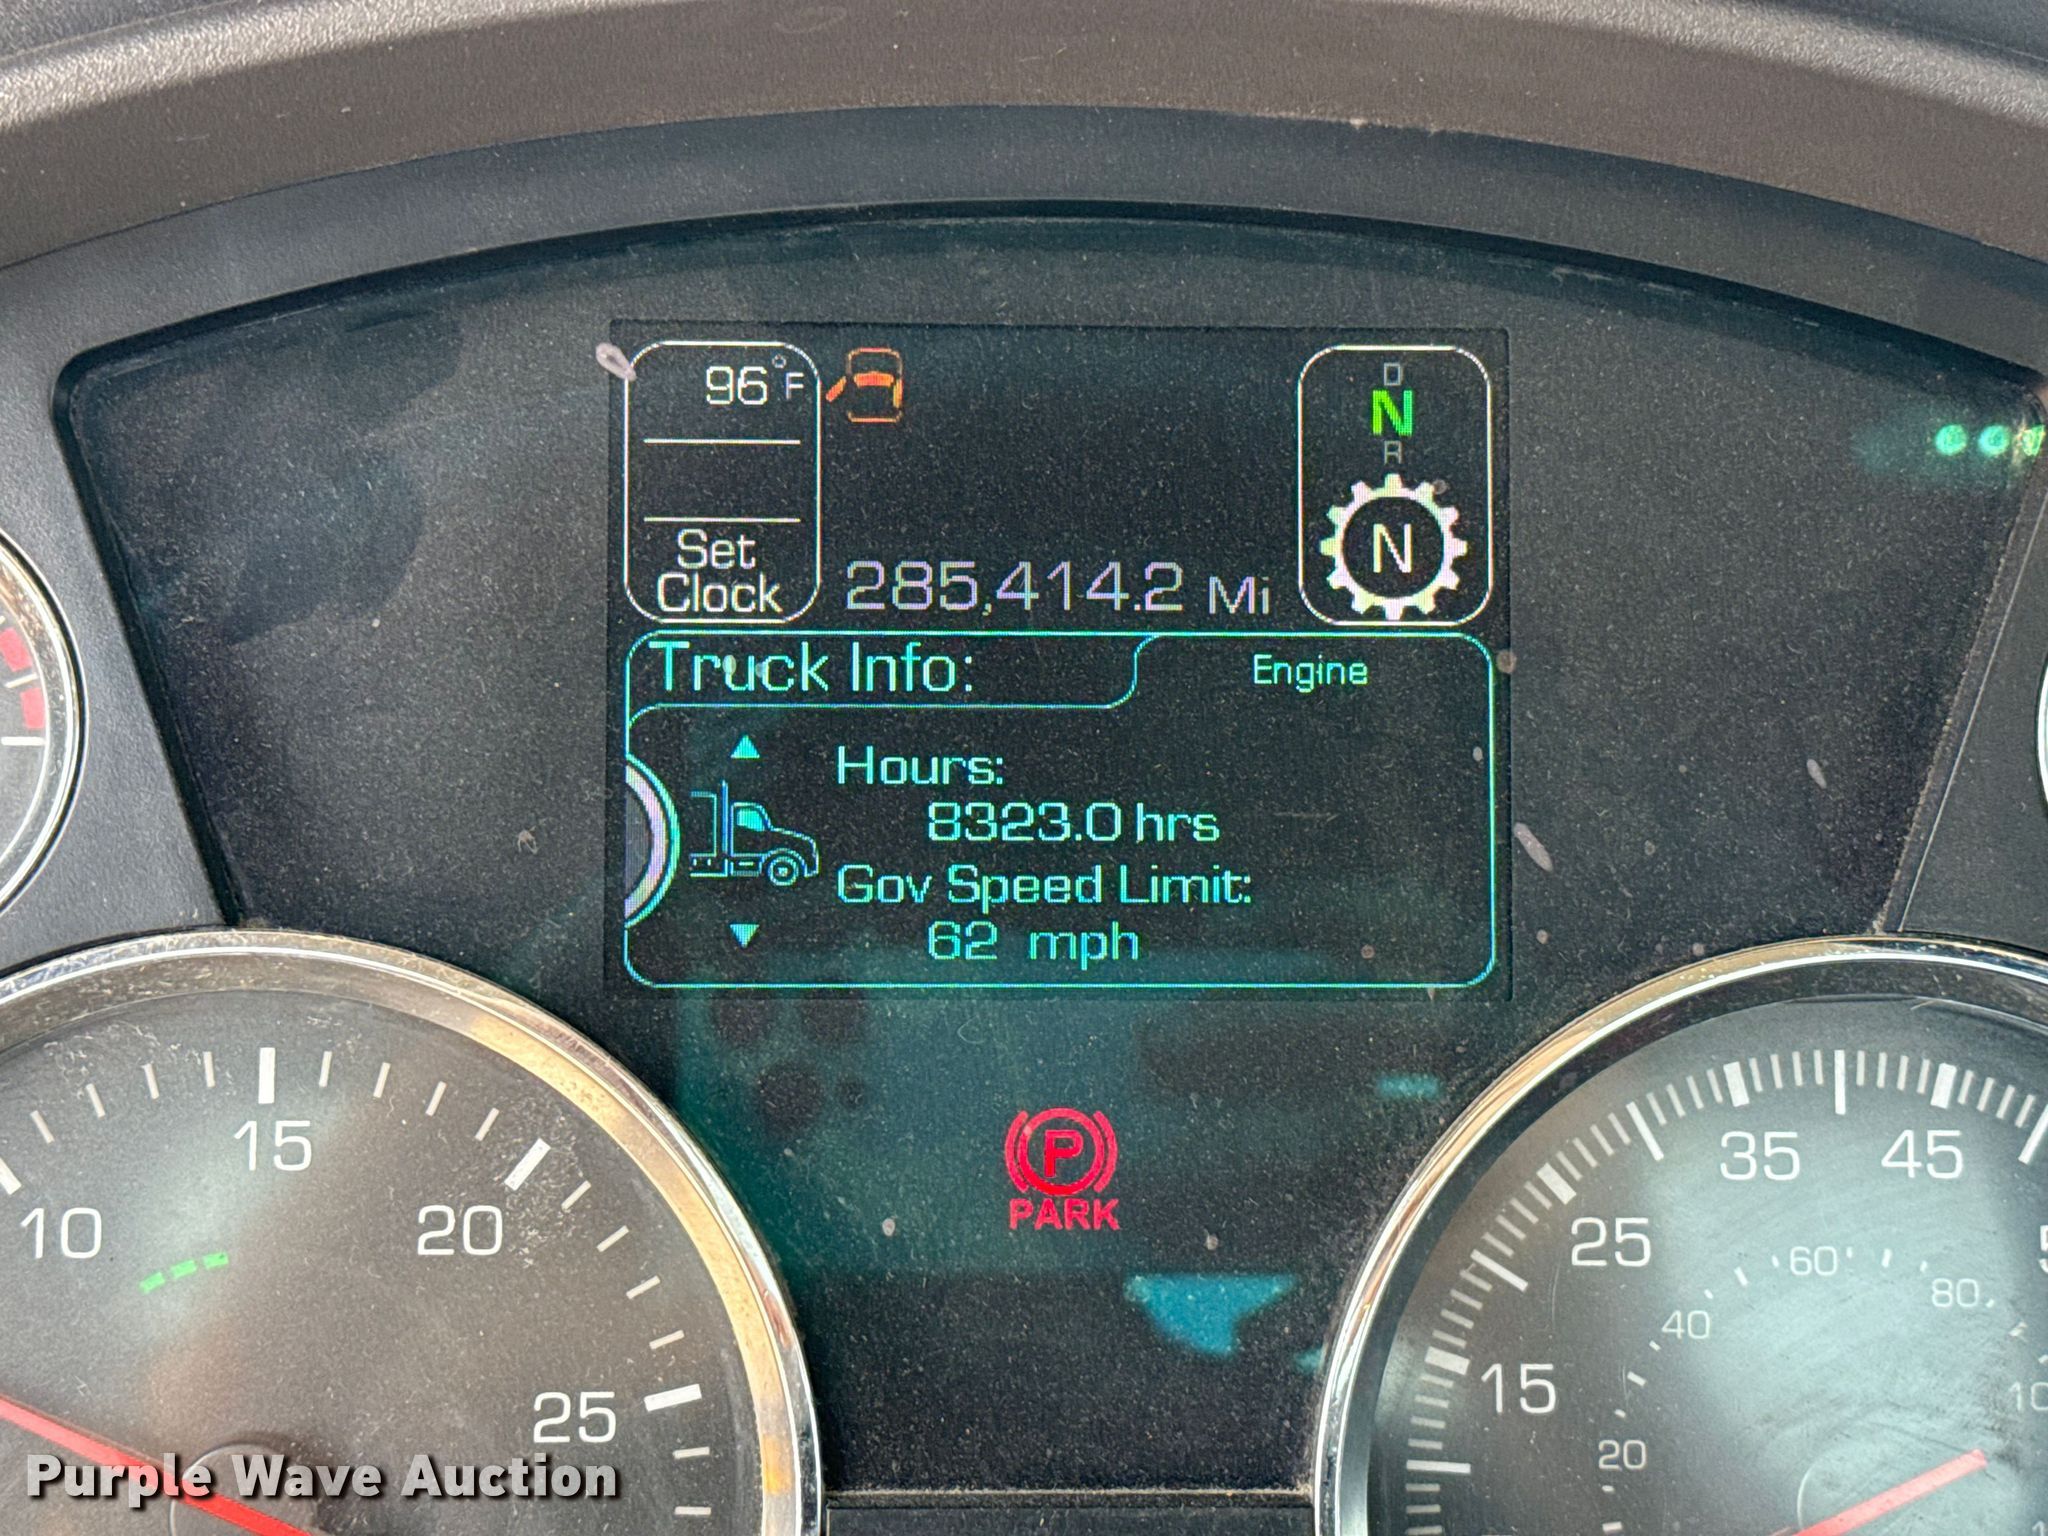 96°F
D
N
R
N
Set
Clock
285,414.2 Mi
Truck Info:
Engine
Hours:
8323.0 hrs
Gov Speed Limit:
62 mph
P
PARK
10
15
20
25
15
25
35
45
20
40
60
80
Purple Wave Auction